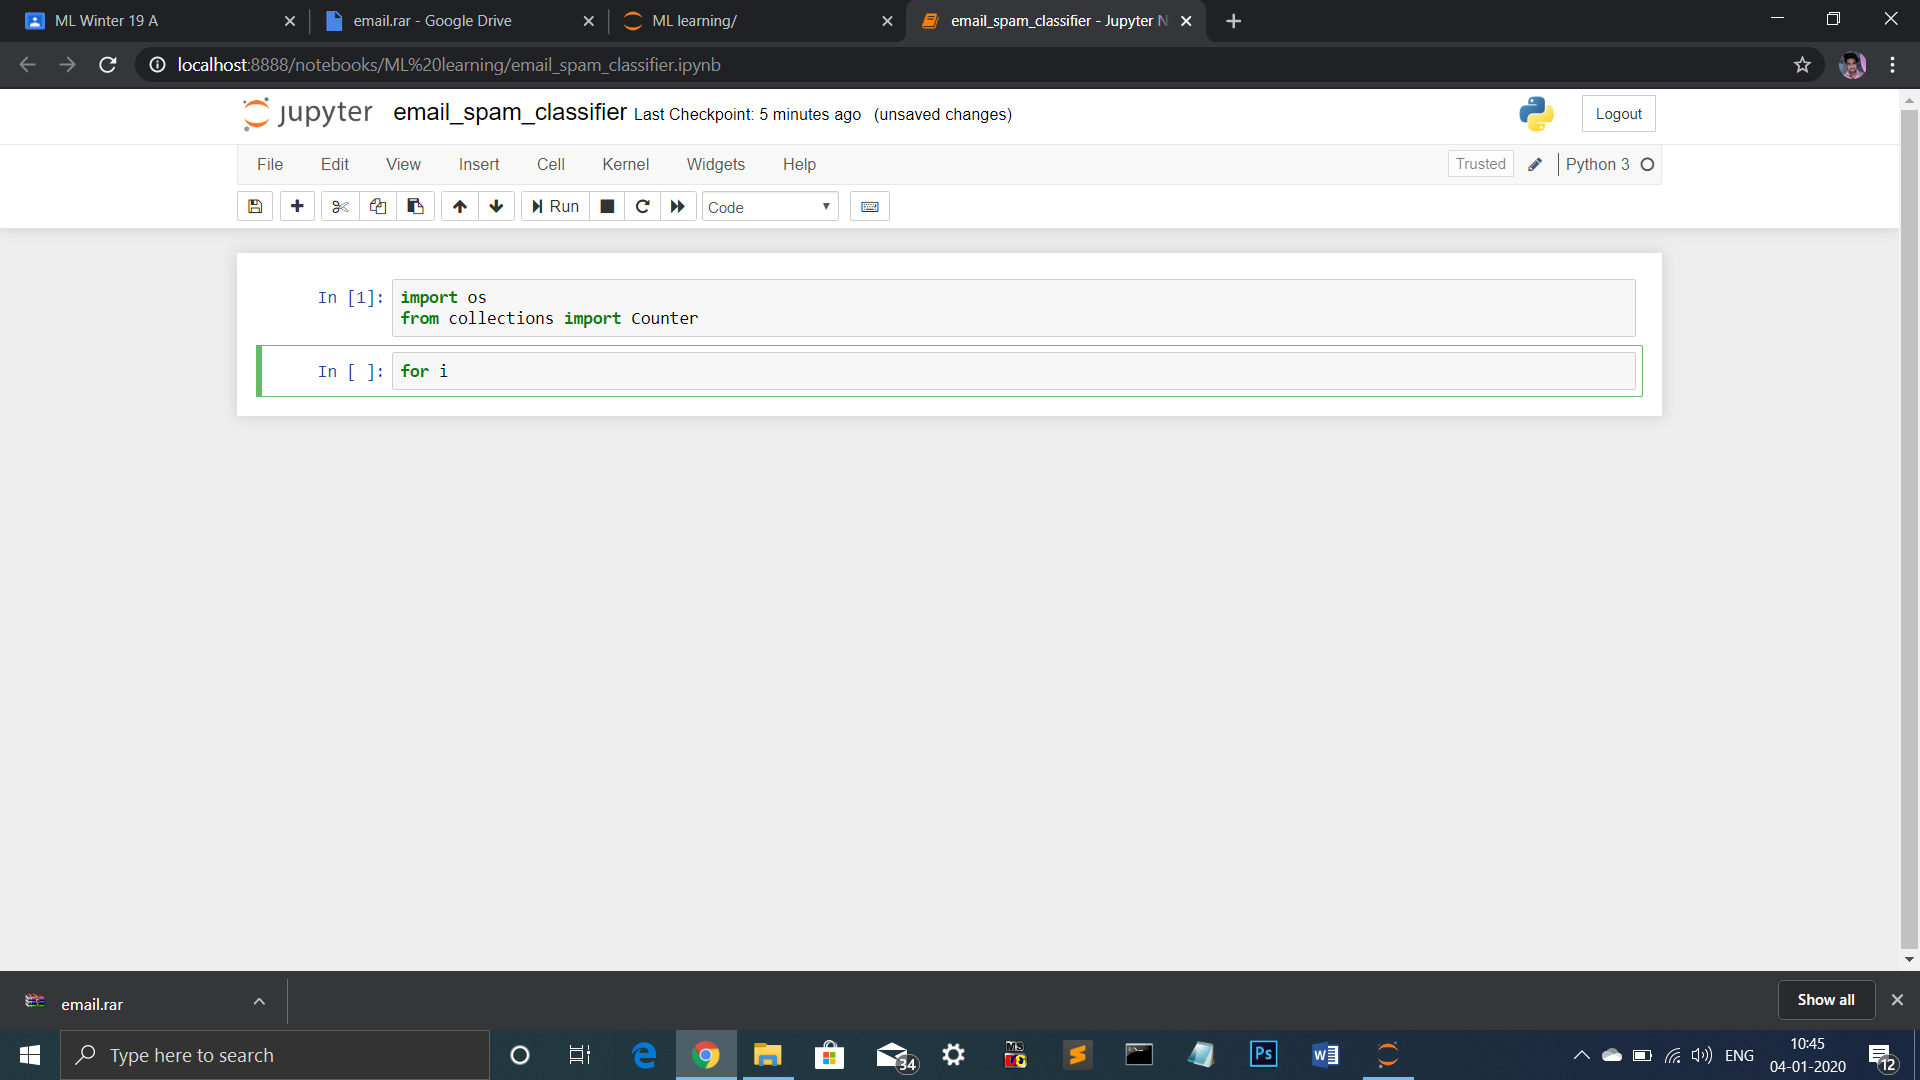 ML Winter 19 A
email.rar - Google Drive
ML learning/
email_spam_classifier - Jupyter N
localhost:8888/notebooks/ML%20learning/email_spam_classifier.ipynb
jupyter email_spam_classifier Last Checkpoint: 5 minutes ago (unsaved changes)
Logout
File Edit View Insert Cell Kernel Widgets Help
Trusted Python 3
Run Code
In [1]: import os
from collections import Counter
In [ ]: for i
email.rar
Show all
Type here to search
34
MS
Ps
ENG
10:45
04-01-2020
12